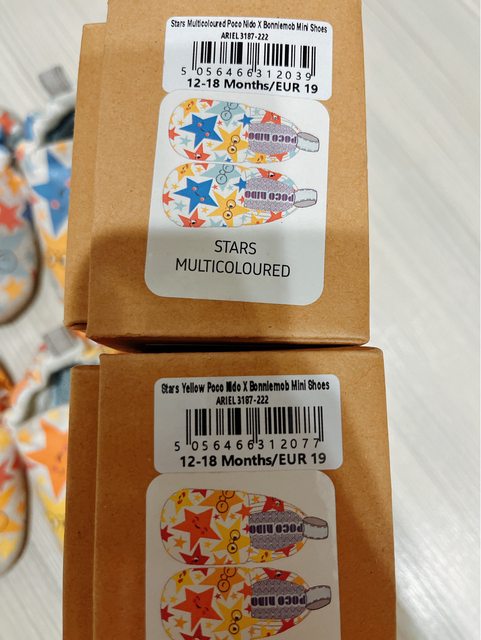 Stars Multicoloured Poco Nido X Bonniemob Mini Shoes
ARIEL 3187-222
5 056466 312039
12-18 Months/EUR 19
POCO NIDO
POCO NIDO
STARS
MULTICOLOURED
Stars Yellow Poco Nido X Bonniemob Mini Shoes
ARIEL 3187-222
5 056466 312077
12-18 Months/EUR 19
POCO NIDO
POCO NIDO